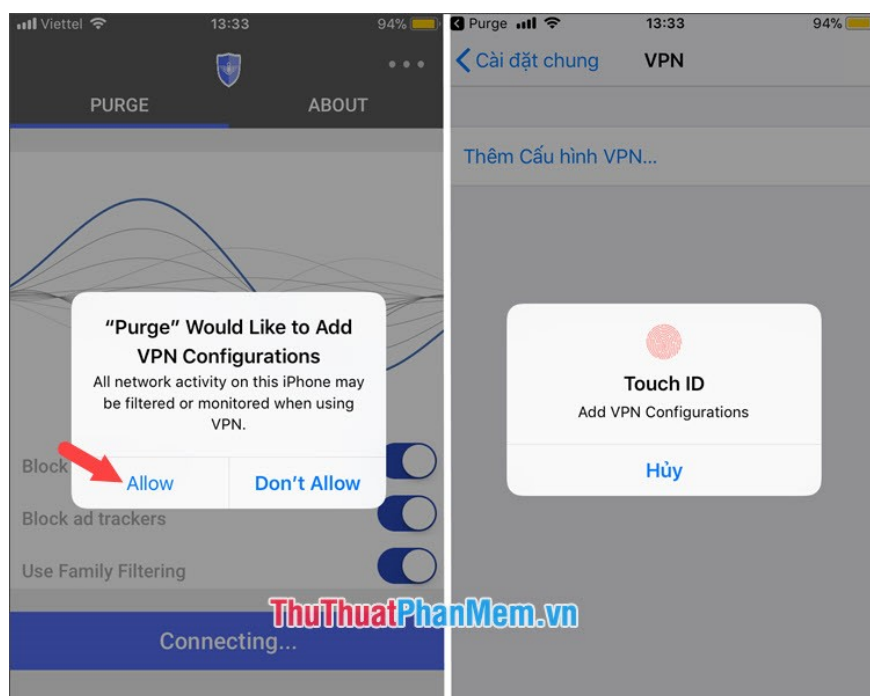 Viettel 13:33 94%
PURGE ABOUT
"Purge" Would Like to Add
VPN Configurations
All network activity on this iPhone may
be filtered or monitored when using
VPN.
Block
Allow Don't Allow
Block ad trackers
Use Family Filtering
Connecting...
Purge 13:33 94%
Cài đặt chung VPN
Thêm Cấu hình VPN...
Touch ID
Add VPN Configurations
Hủy
ThuThuatPhanMem.vn